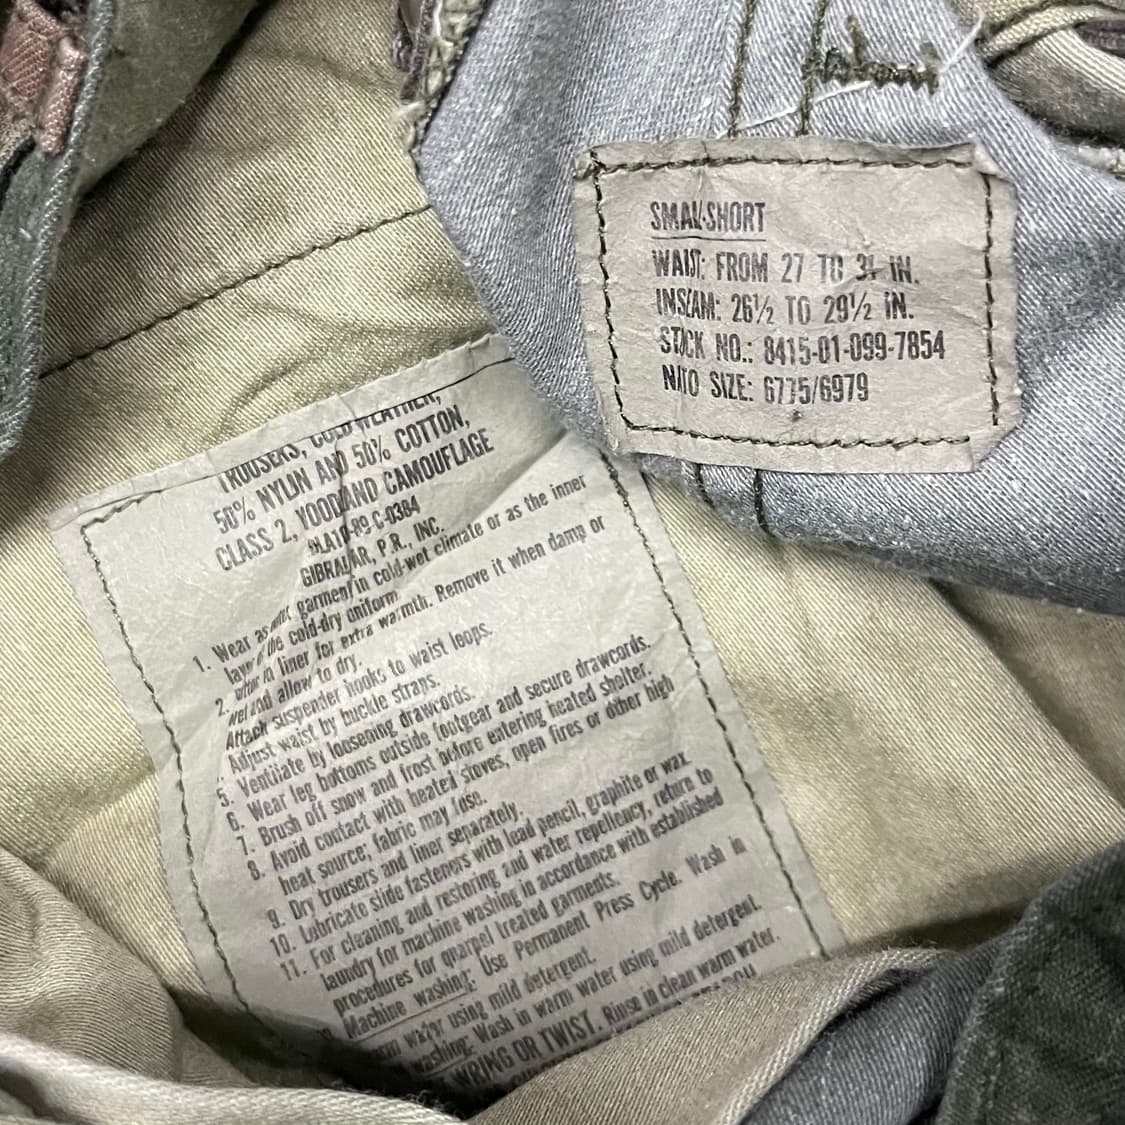 SMALL-SHORT
WAIST: FROM 27 TO 31 IN.
INSEAM: 26½ TO 29½ IN.
STOCK NO.: 8415-01-099-7854
NATO SIZE: 6775/6979
TROUSERS, COLD WEATHER,
50% NYLON AND 50% COTTON,
CLASS 2, WOODLAND CAMOUFLAGE
DLA100-89-C-0384
GIBRALTAR, P.R., INC.
1. Wear as outer garment in cold-wet climate or as the inner
layer of the cold-dry uniform.
2. liner for extra warmth. Remove it when damp or
wet and allow to dry.
Attach suspender hooks to waist loops.
Adjust waist by buckle straps.
5. Ventilate by loosening drawcords.
6. Wear leg bottoms outside footgear and secure drawcords.
7. Brush off snow and frost before entering heated shelter.
8. Avoid contact with heated stoves, open fires or other high
heat source; fabric may fuse.
9. Dry trousers and liner separately.
10. Lubricate slide fasteners with lead pencil, graphite or wax
11. For cleaning and restoring and water repellency, return to
laundry for machine washing in accordance with established
procedures for quarpel treated garments.
Machine washing: Use Permanent Press Cycle. Wash in
warm water using mild detergent.
washing: Wash in warm water using mild detergent.
WRING OR TWIST. Rinse in clean warm water.